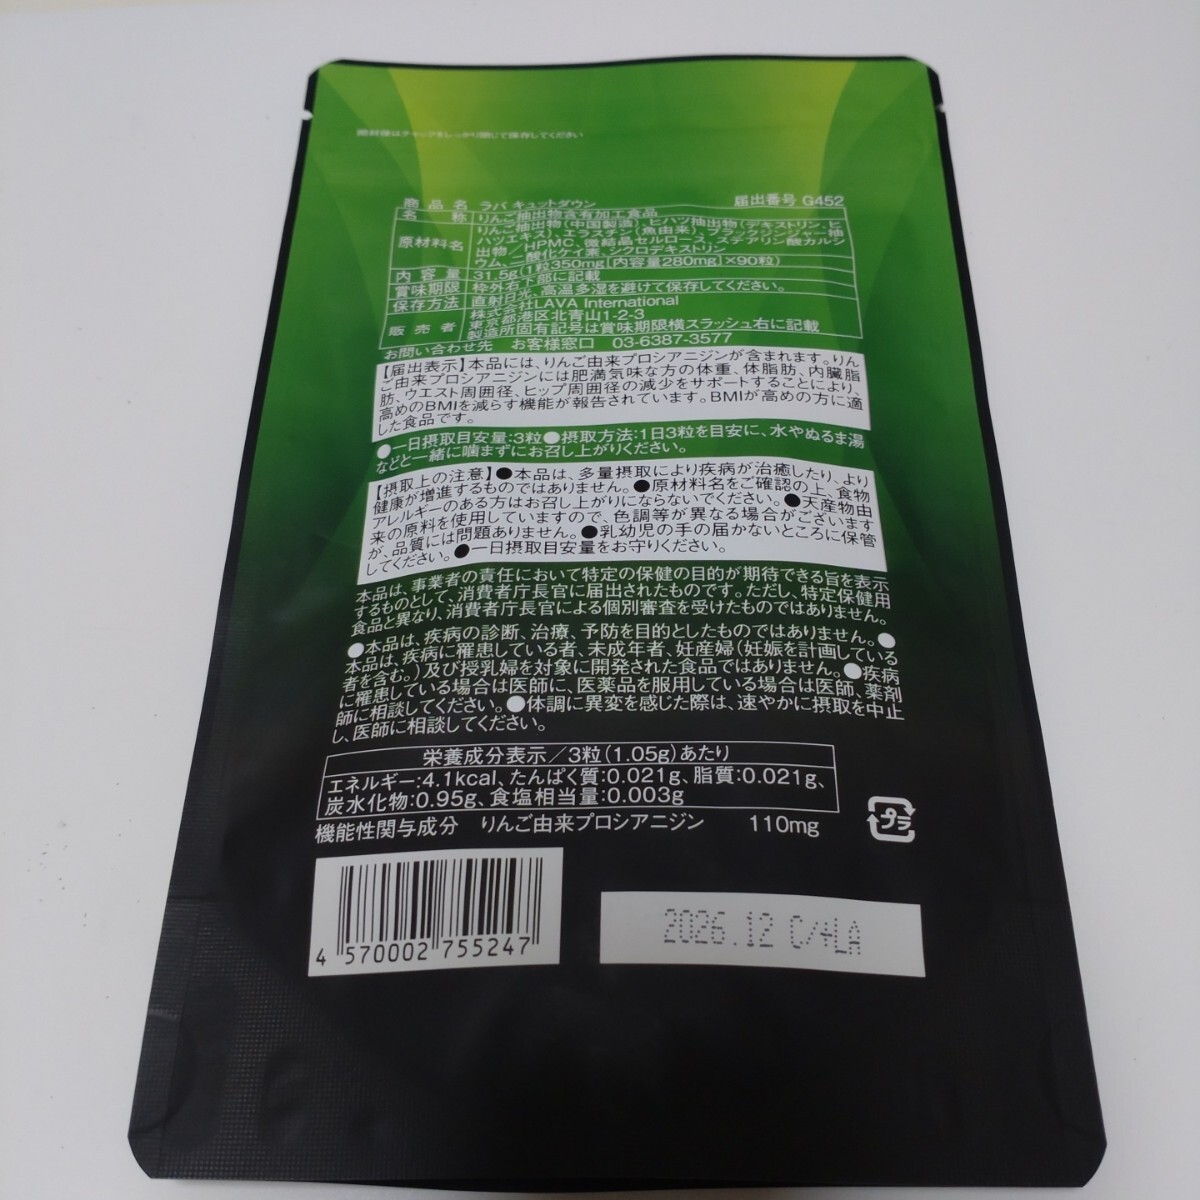 開封後はチャックをしっかり閉じて保存してください
商品名 ラバ キュットダウン 届出番号 G452
名称 りんご抽出物含有加工食品
原材料名 りんご抽出物(中国製造)、ヒハツ抽出物(デキストリン、ヒ
ハツエキス)、エラスチン(魚由来)、ブラックジンジャー抽
出物/HPMC、微結晶セルロース、ステアリン酸カルシ
ウム、二酸化ケイ素、シクロデキストリン
内容量 31.5g(1粒350mg[内容量280mg]×90粒)
賞味期限 枠外右下部に記載
保存方法 直射日光、高温多湿を避けて保存してください。
販売者 株式会社LAVA International
東京都港区北青山1-2-3
製造所固有記号は賞味期限横スラッシュ右に記載
お問い合わせ先 お客様窓口 03-6387-3577
【届出表示】本品には、りんご由来プロシアニジンが含まれます。りん
ご由来プロシアニジンには肥満気味な方の体重、体脂肪、内臓脂
肪、ウエスト周囲径、ヒップ周囲径の減少をサポートすることにより、
高めのBMIを減らす機能が報告されています。BMIが高めの方に適
した食品です。
●一日摂取目安量:3粒●摂取方法:1日3粒を目安に、水やぬるま湯
などと一緒に噛まずにお召し上がりください。
【摂取上の注意】●本品は、多量摂取により疾病が治癒したり、より
健康が増進するものではありません。●原材料名をご確認の上、食物
アレルギーのある方はお召し上がりにならないでください。●天産物由
来の原料を使用していますので、色調等が異なる場合がございます
が、品質には問題ありません。●乳幼児の手の届かないところに保管
してください。●一日摂取目安量をお守りください。
本品は、事業者の責任において特定の保健の目的が期待できる旨を表示
するものとして、消費者庁長官に届出されたものです。ただし、特定保健用
食品と異なり、消費者庁長官による個別審査を受けたものではありません。
●本品は、疾病の診断、治療、予防を目的としたものではありません。●
本品は、疾病に罹患している者、未成年者、妊産婦(妊娠を計画している
者を含む。)及び授乳婦を対象に開発された食品ではありません。●疾病
に罹患している場合は医師に、医薬品を服用している場合は医師、薬剤
師に相談してください。●体調に異変を感じた際は、速やかに摂取を中止
し、医師に相談してください。
栄養成分表示/3粒(1.05g)あたり
エネルギー:4.1kcal、たんぱく質:0.021g、脂質:0.021g、
炭水化物:0.95g、食塩相当量:0.003g
機能性関与成分 りんご由来プロシアニジン 110mg
プラ
4 570002 755247
2026.12 C/4LA